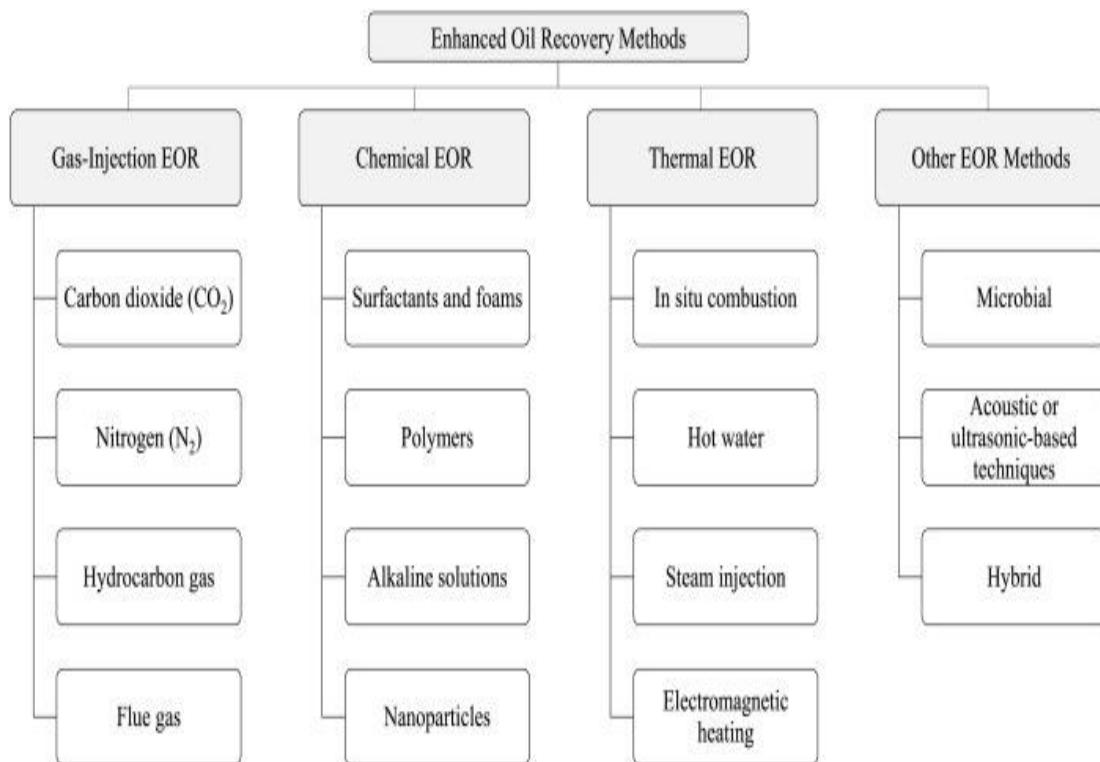 Enhanced Oil Recovery Methods
Gas-Injection EOR
Carbon dioxide (CO₂)
Nitrogen (N₂)
Hydrocarbon gas
Flue gas
Chemical EOR
Surfactants and foams
Polymers
Alkaline solutions
Nanoparticles
Thermal EOR
In situ combustion
Hot water
Steam injection
Electromagnetic
heating
Other EOR Methods
Microbial
Acoustic or
ultrasonic-based
techniques
Hybrid